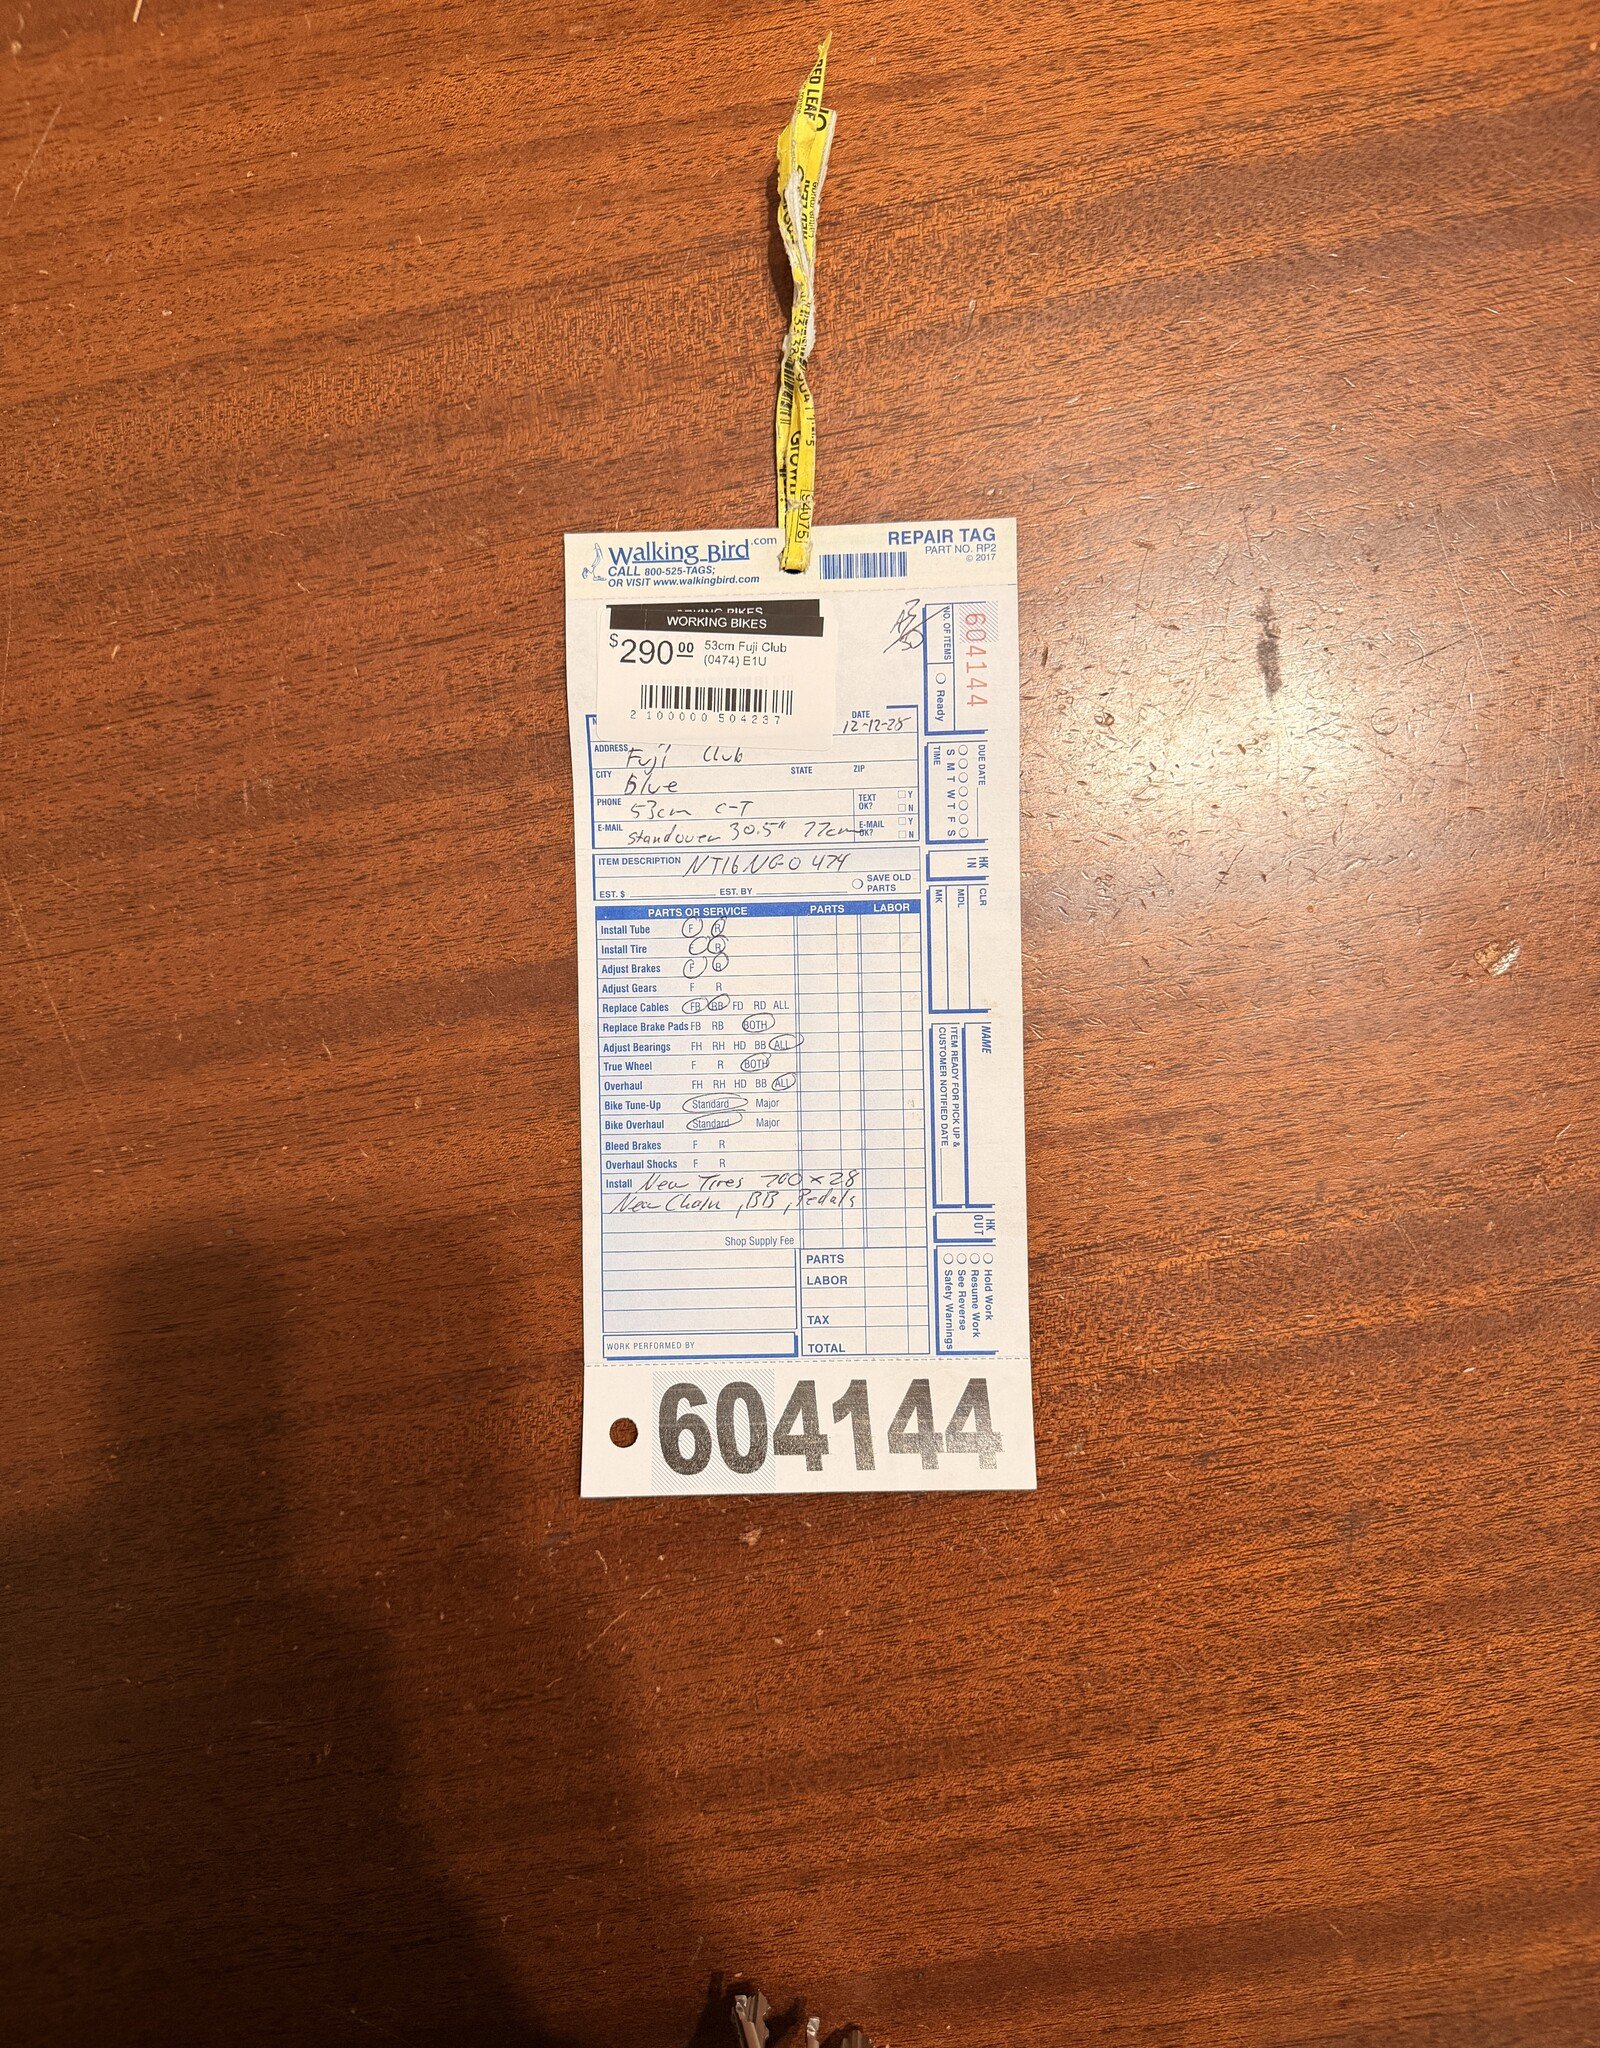 RED LEAF
S4075
Walking Bird.com
CALL 800-525-TAGS;
OR VISIT www.walkingbird.com
REPAIR TAG
PART NO. RP2
© 2017
WORKING BIKES
$290.00 53cm Fuji Club
(0474) E1U
2 100000 504237
NO. OF ITEMS
Ready
604144
DATE
12-12-25
ADDRESS Fuji Club
CITY Blue STATE ZIP
PHONE 53cm C-T TEXT OK? Y N
E-MAIL Standover 30.5" 77cm E-MAIL OK? Y N
ITEM DESCRIPTION NT16NG0474
EST. $ EST. BY SAVE OLD PARTS
DUE DATE
S M T W T F S
TIME
HK IN
CLR
MDL
MK
NAME
ITEM READY FOR PICK UP &
CUSTOMER NOTIFIED DATE
HK OUT
Hold Work
Resume Work
See Reverse
Safety Warnings
PARTS OR SERVICE PARTS LABOR
Install Tube F R
Install Tire R
Adjust Brakes F R
Adjust Gears F R
Replace Cables FB RB FD RD ALL
Replace Brake Pads FB RB BOTH
Adjust Bearings FH RH HD BB ALL
True Wheel F R BOTH
Overhaul FH RH HD BB ALL
Bike Tune-Up Standard Major
Bike Overhaul Standard Major
Bleed Brakes F R
Overhaul Shocks F R
Install New Tires 700 x 28
New Chain, BB, Pedals
Shop Supply Fee
PARTS
LABOR
TAX
TOTAL
WORK PERFORMED BY
604144